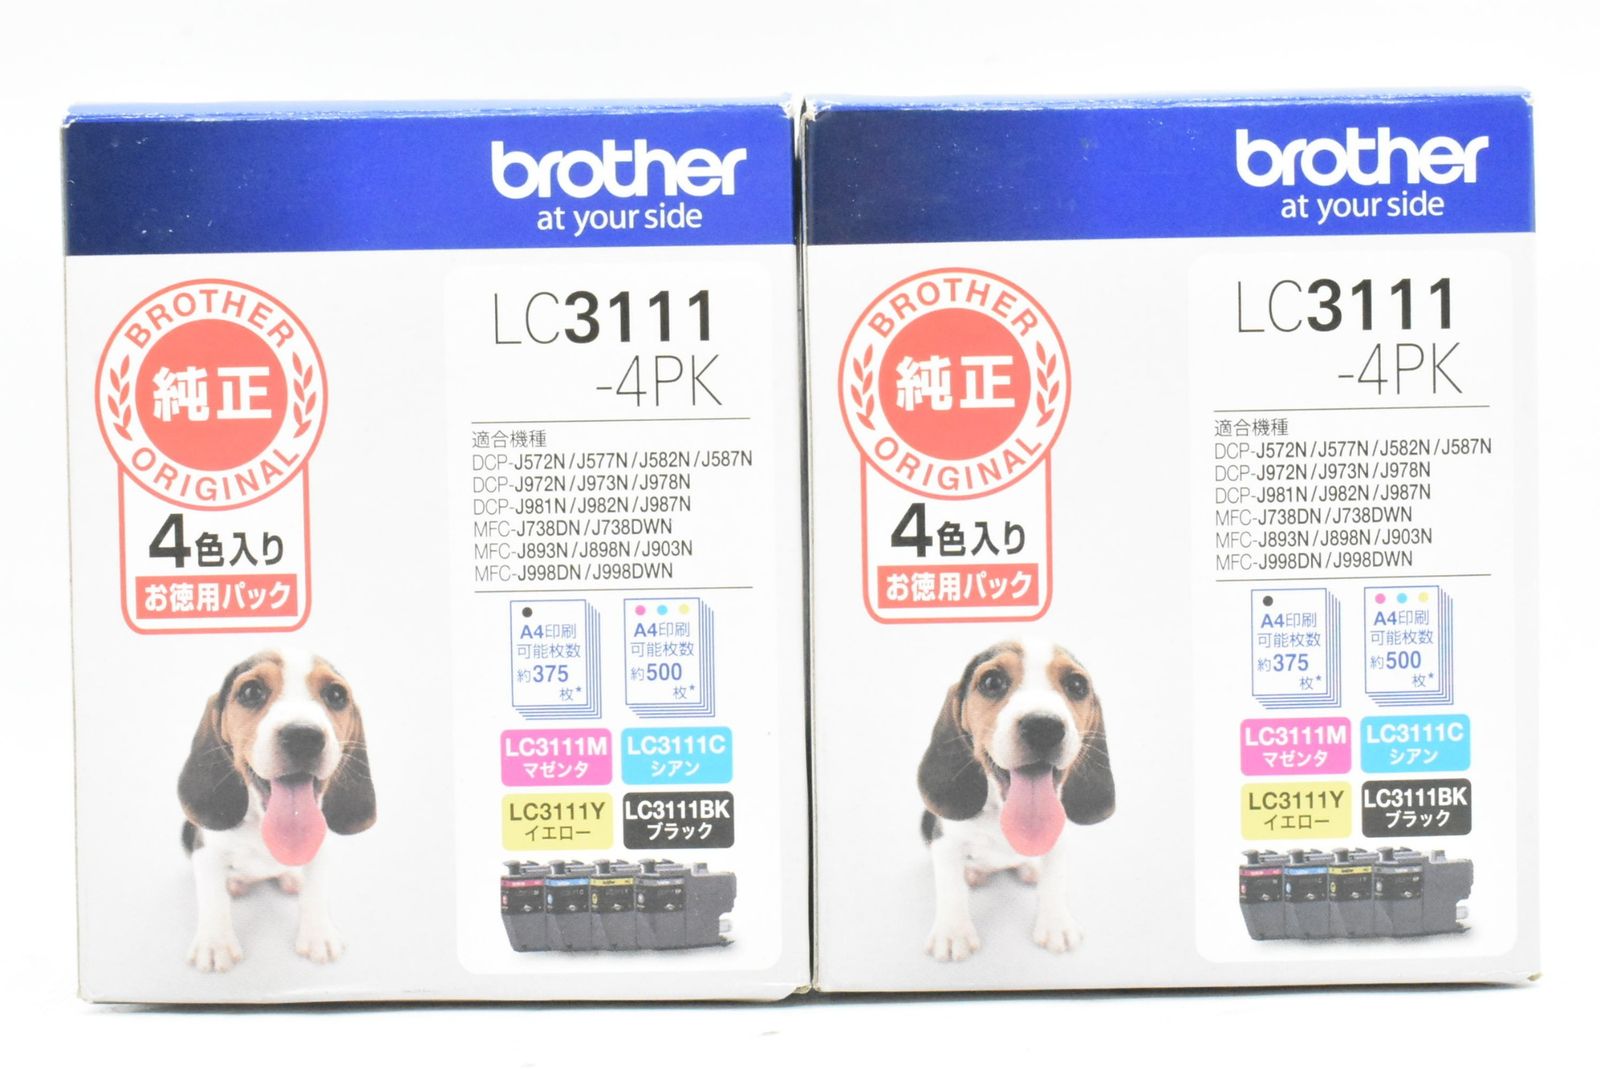 brother
at your side
BROTHER
純正
ORIGINAL
4色入り
お徳用パック
LC3111
-4PK
適合機種
DCP-J572N/J577N/J582N/J587N
DCP-J972N/J973N/J978N
DCP-J981N/J982N/J987N
MFC-J738DN/J738DWN
MFC-J893N/J898N/J903N
MFC-J998DN/J998DWN
A4印刷
可能枚数
約375
枚*
A4印刷
可能枚数
約500
枚*
LC3111M
マゼンタ
LC3111C
シアン
LC3111Y
イエロー
LC3111BK
ブラック
brother
at your side
BROTHER
純正
ORIGINAL
4色入り
お徳用パック
LC3111
-4PK
適合機種
DCP-J572N/J577N/J582N/J587N
DCP-J972N/J973N/J978N
DCP-J981N/J982N/J987N
MFC-J738DN/J738DWN
MFC-J893N/J898N/J903N
MFC-J998DN/J998DWN
A4印刷
可能枚数
約375
枚*
A4印刷
可能枚数
約500
枚*
LC3111M
マゼンタ
LC3111C
シアン
LC3111Y
イエロー
LC3111BK
ブラック